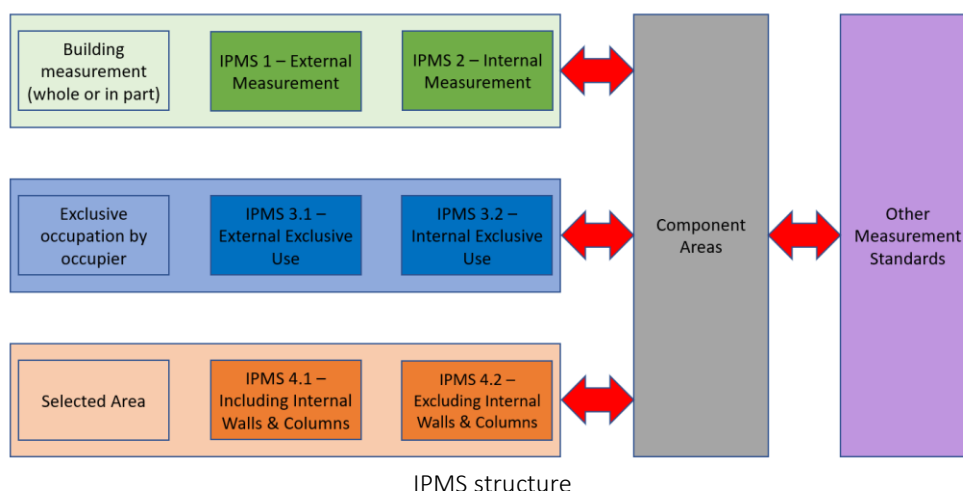 Building
measurement
(whole or in part)
IPMS 1 – External
Measurement
IPMS 2 – Internal
Measurement
Exclusive
occupation by
occupier
IPMS 3.1 –
External Exclusive
Use
IPMS 3.2 –
Internal Exclusive
Use
Selected Area
IPMS 4.1 –
Including Internal
Walls & Columns
IPMS 4.2 –
Excluding Internal
Walls & Columns
Component
Areas
Other
Measurement
Standards
IPMS structure